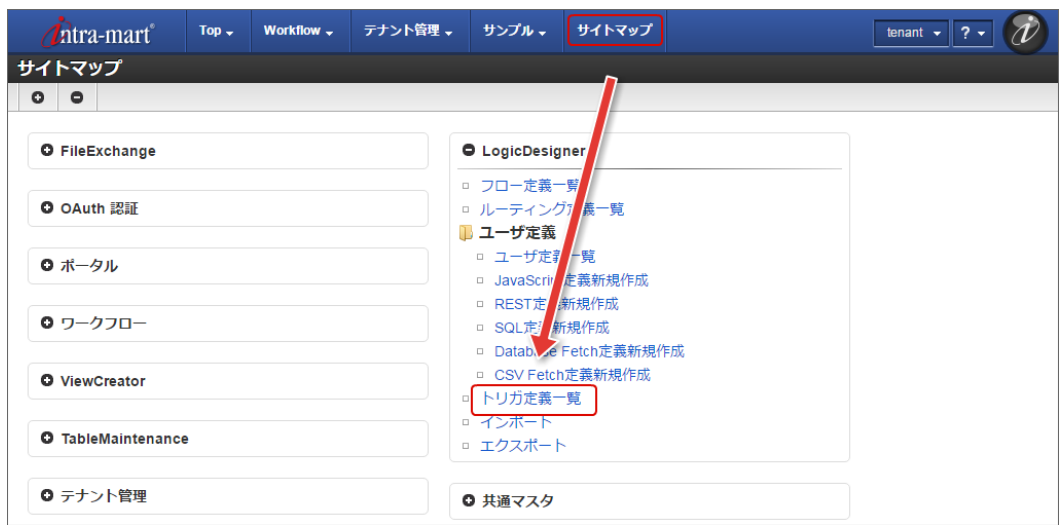 intra-mart®
Top
Workflow
テナント管理
サンプル
サイトマップ
tenant
?
サイトマップ
FileExchange
OAuth 認証
ポータル
ワークフロー
ViewCreator
TableMaintenance
テナント管理
LogicDesigner
フロー定義一覧
ルーティング定義一覧
ユーザ定義
ユーザ定義一覧
JavaScript定義新規作成
REST定義新規作成
SQL定義新規作成
Database Fetch定義新規作成
CSV Fetch定義新規作成
トリガ定義一覧
インポート
エクスポート
共通マスタ